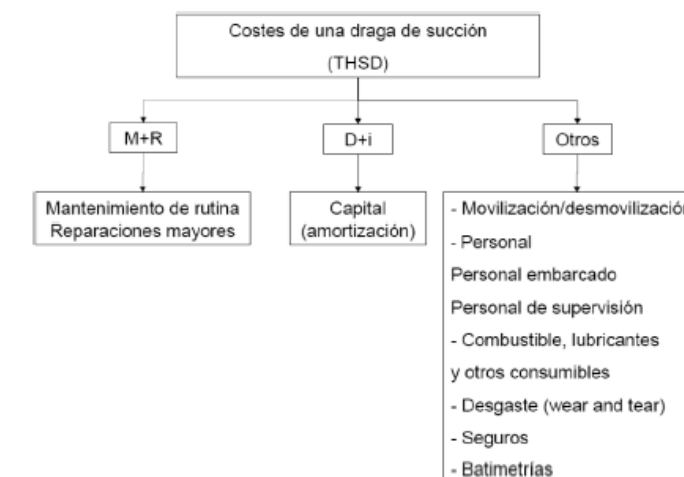 Costes de una draga de succión
(THSD)
M+R
D+i
Otros
Mantenimiento de rutina
Reparaciones mayores
Capital
(amortización)
- Movilización/desmovilización
- Personal
Personal embarcado
Personal de supervisión
- Combustible, lubricantes
y otros consumibles
- Desgaste (wear and tear)
- Seguros
- Batimetrías